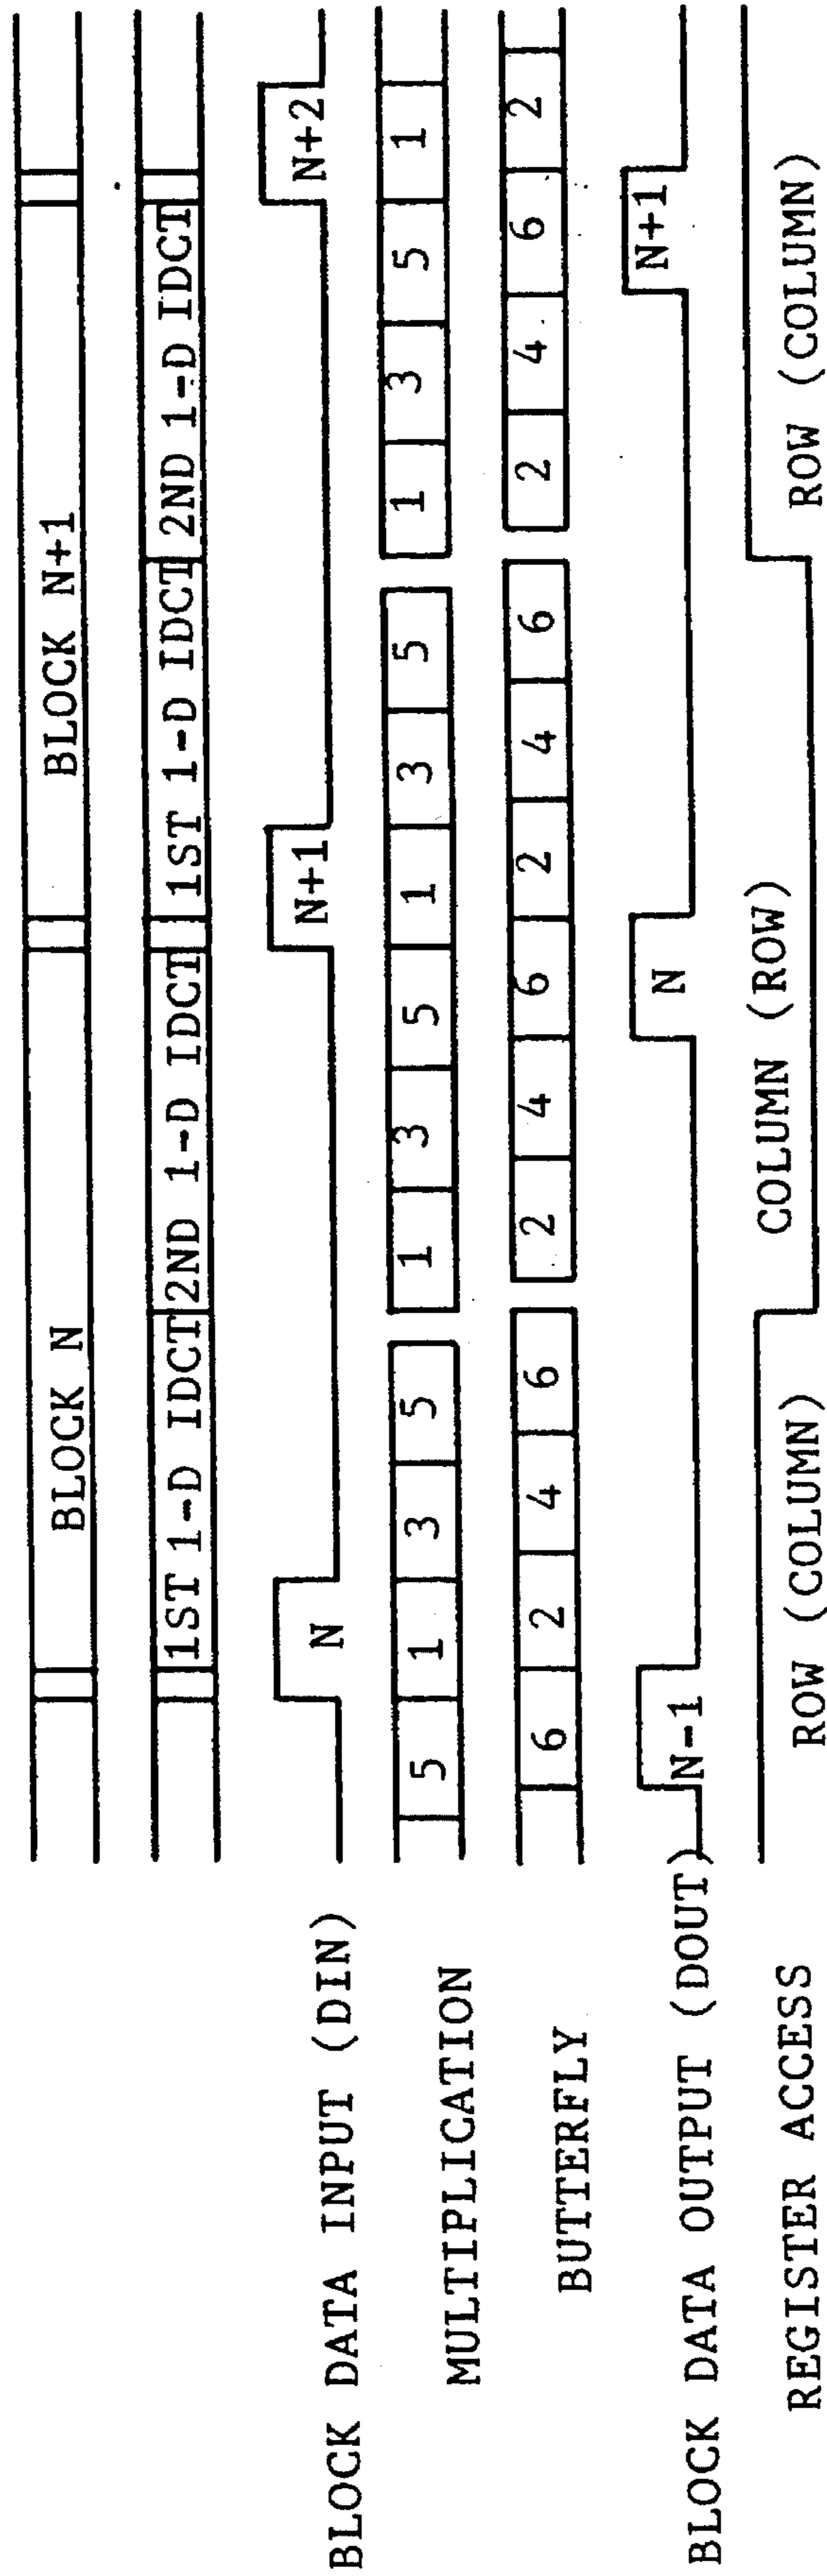 BLOCK N BLOCK N+1
1ST 1-D IDCT 2ND 1-D IDCT 1ST 1-D IDCT 2ND 1-D IDCT
BLOCK DATA INPUT (DIN) N N+1 N+2
MULTIPLICATION 5 1 3 5 1 3 5 1 3 5 1 3 5 1
BUTTERFLY 6 2 4 6 2 4 6 2 4 6 2 4 6 2
BLOCK DATA OUTPUT (DOUT) N-1 N N+1
REGISTER ACCESS ROW (COLUMN) COLUMN (ROW) ROW (COLUMN)